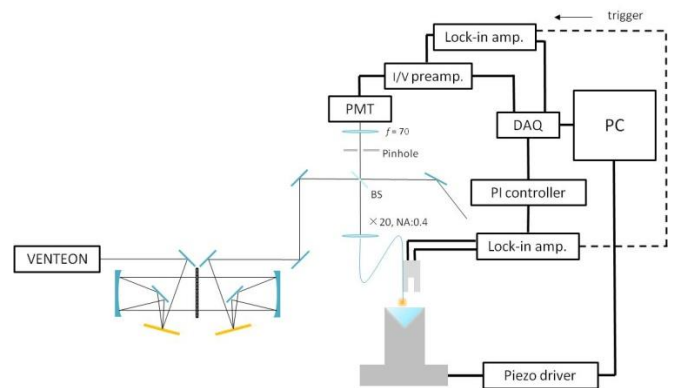 trigger
Lock-in amp.
I/V preamp.
PMT
DAQ
PC
f = 70
Pinhole
BS
PI controller
×20, NA:0.4
Lock-in amp.
VENTEON
Piezo driver